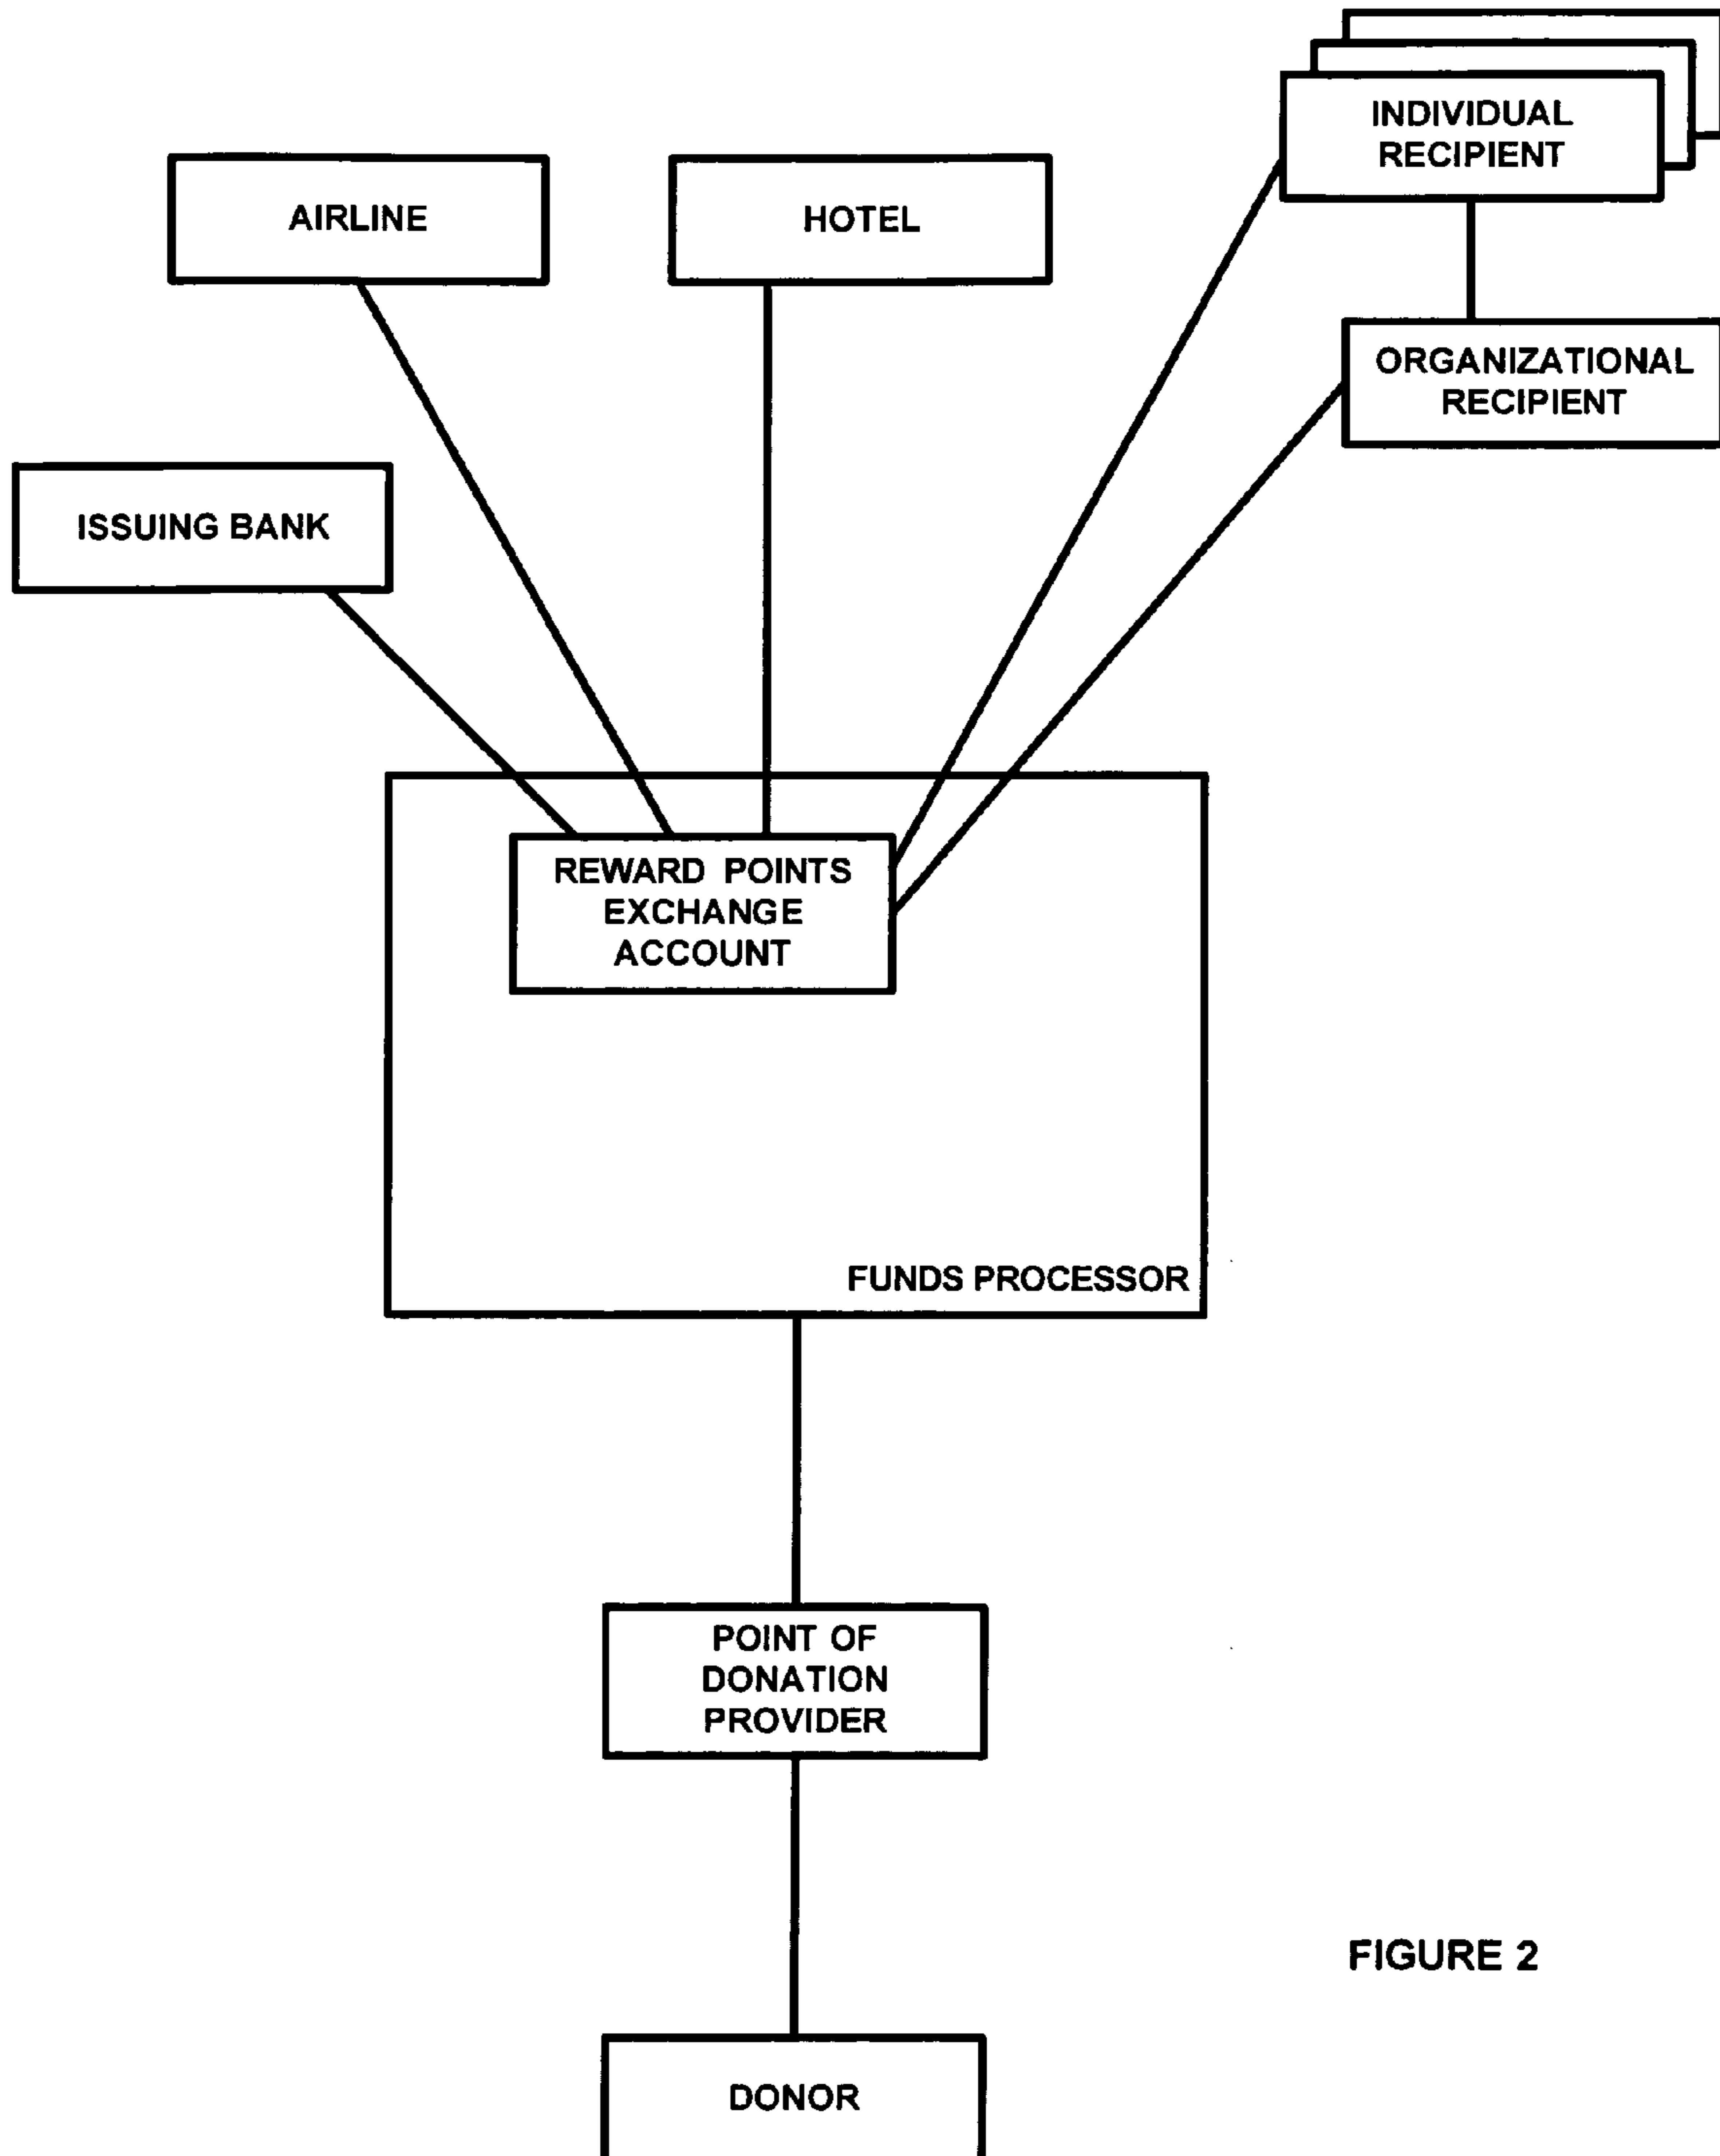 INDIVIDUAL
RECIPIENT
AIRLINE
HOTEL
ORGANIZATIONAL
RECIPIENT
ISSUING BANK
REWARD POINTS
EXCHANGE
ACCOUNT
FUNDS PROCESSOR
POINT OF
DONATION
PROVIDER
FIGURE 2
DONOR